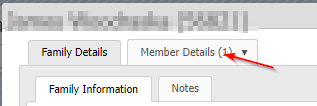 Family Details Member Details (1)
Family Information Notes